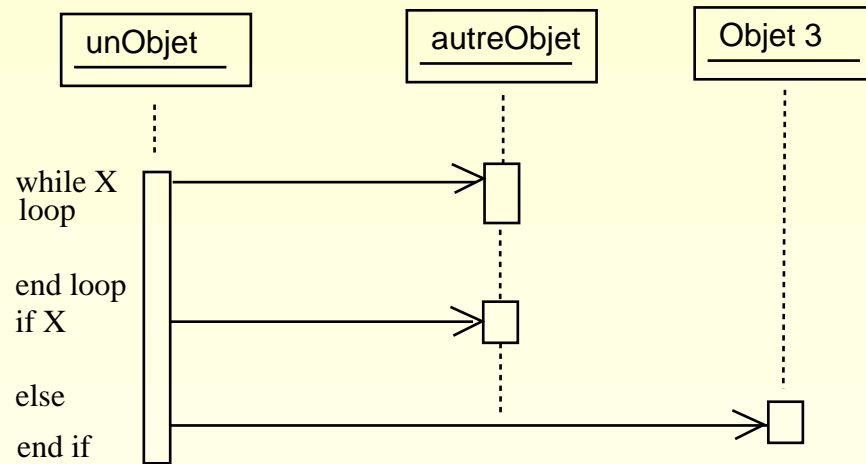 unObjet
autreObjet
Objet 3
while X
loop
end loop
if X
else
end if